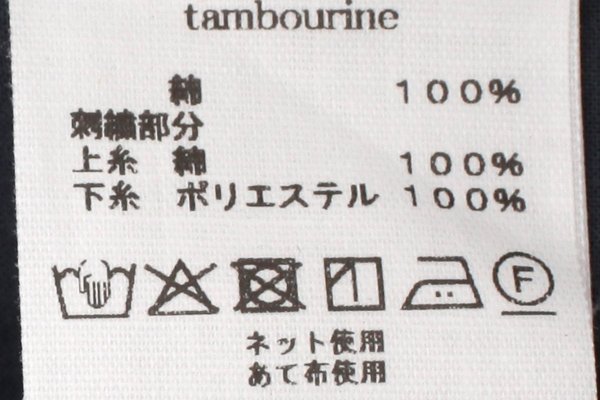 tambourine
綿 100%
刺繍部分
上糸 綿 100%
下糸 ポリエステル 100%
F
ネット使用
あて布使用